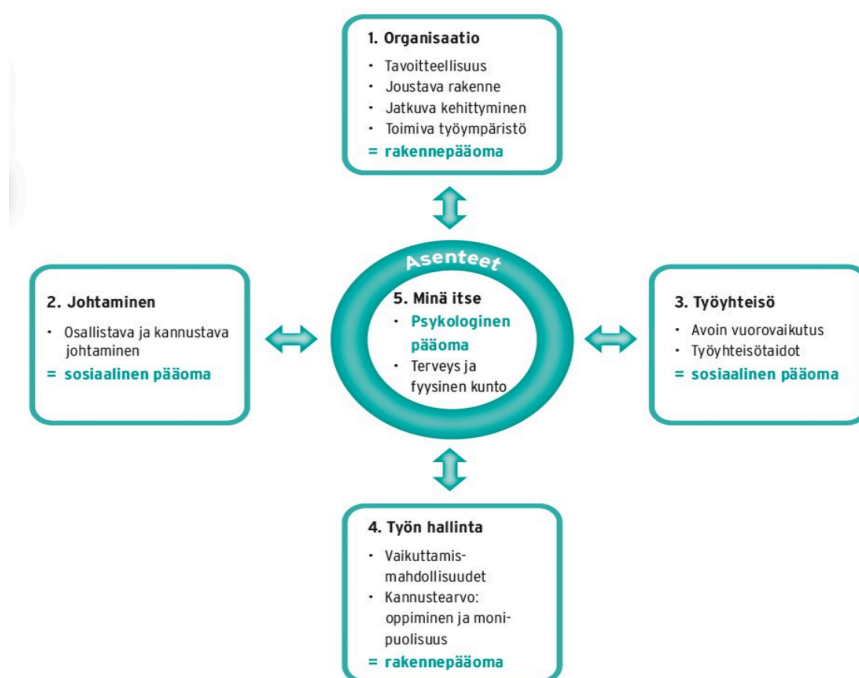 1. Organisaatio
• Tavoitteellisuus
• Joustava rakenne
• Jatkuva kehittyminen
• Toimiva työympäristö
= rakennepääoma
Asenteet
2. Johtaminen
• Osallistava ja kannustava
johtaminen
= sosiaalinen pääoma
5. Minä itse
• Psykologinen
pääoma
• Terveys ja
fyysinen kunto
3. Työyhteisö
• Avoin vuorovaikutus
• Työyhteisötaidot
= sosiaalinen pääoma
4. Työn hallinta
• Vaikuttamis-
mahdollisuudet
• Kannustearvo:
oppiminen ja moni-
puolisuus
= rakennepääoma